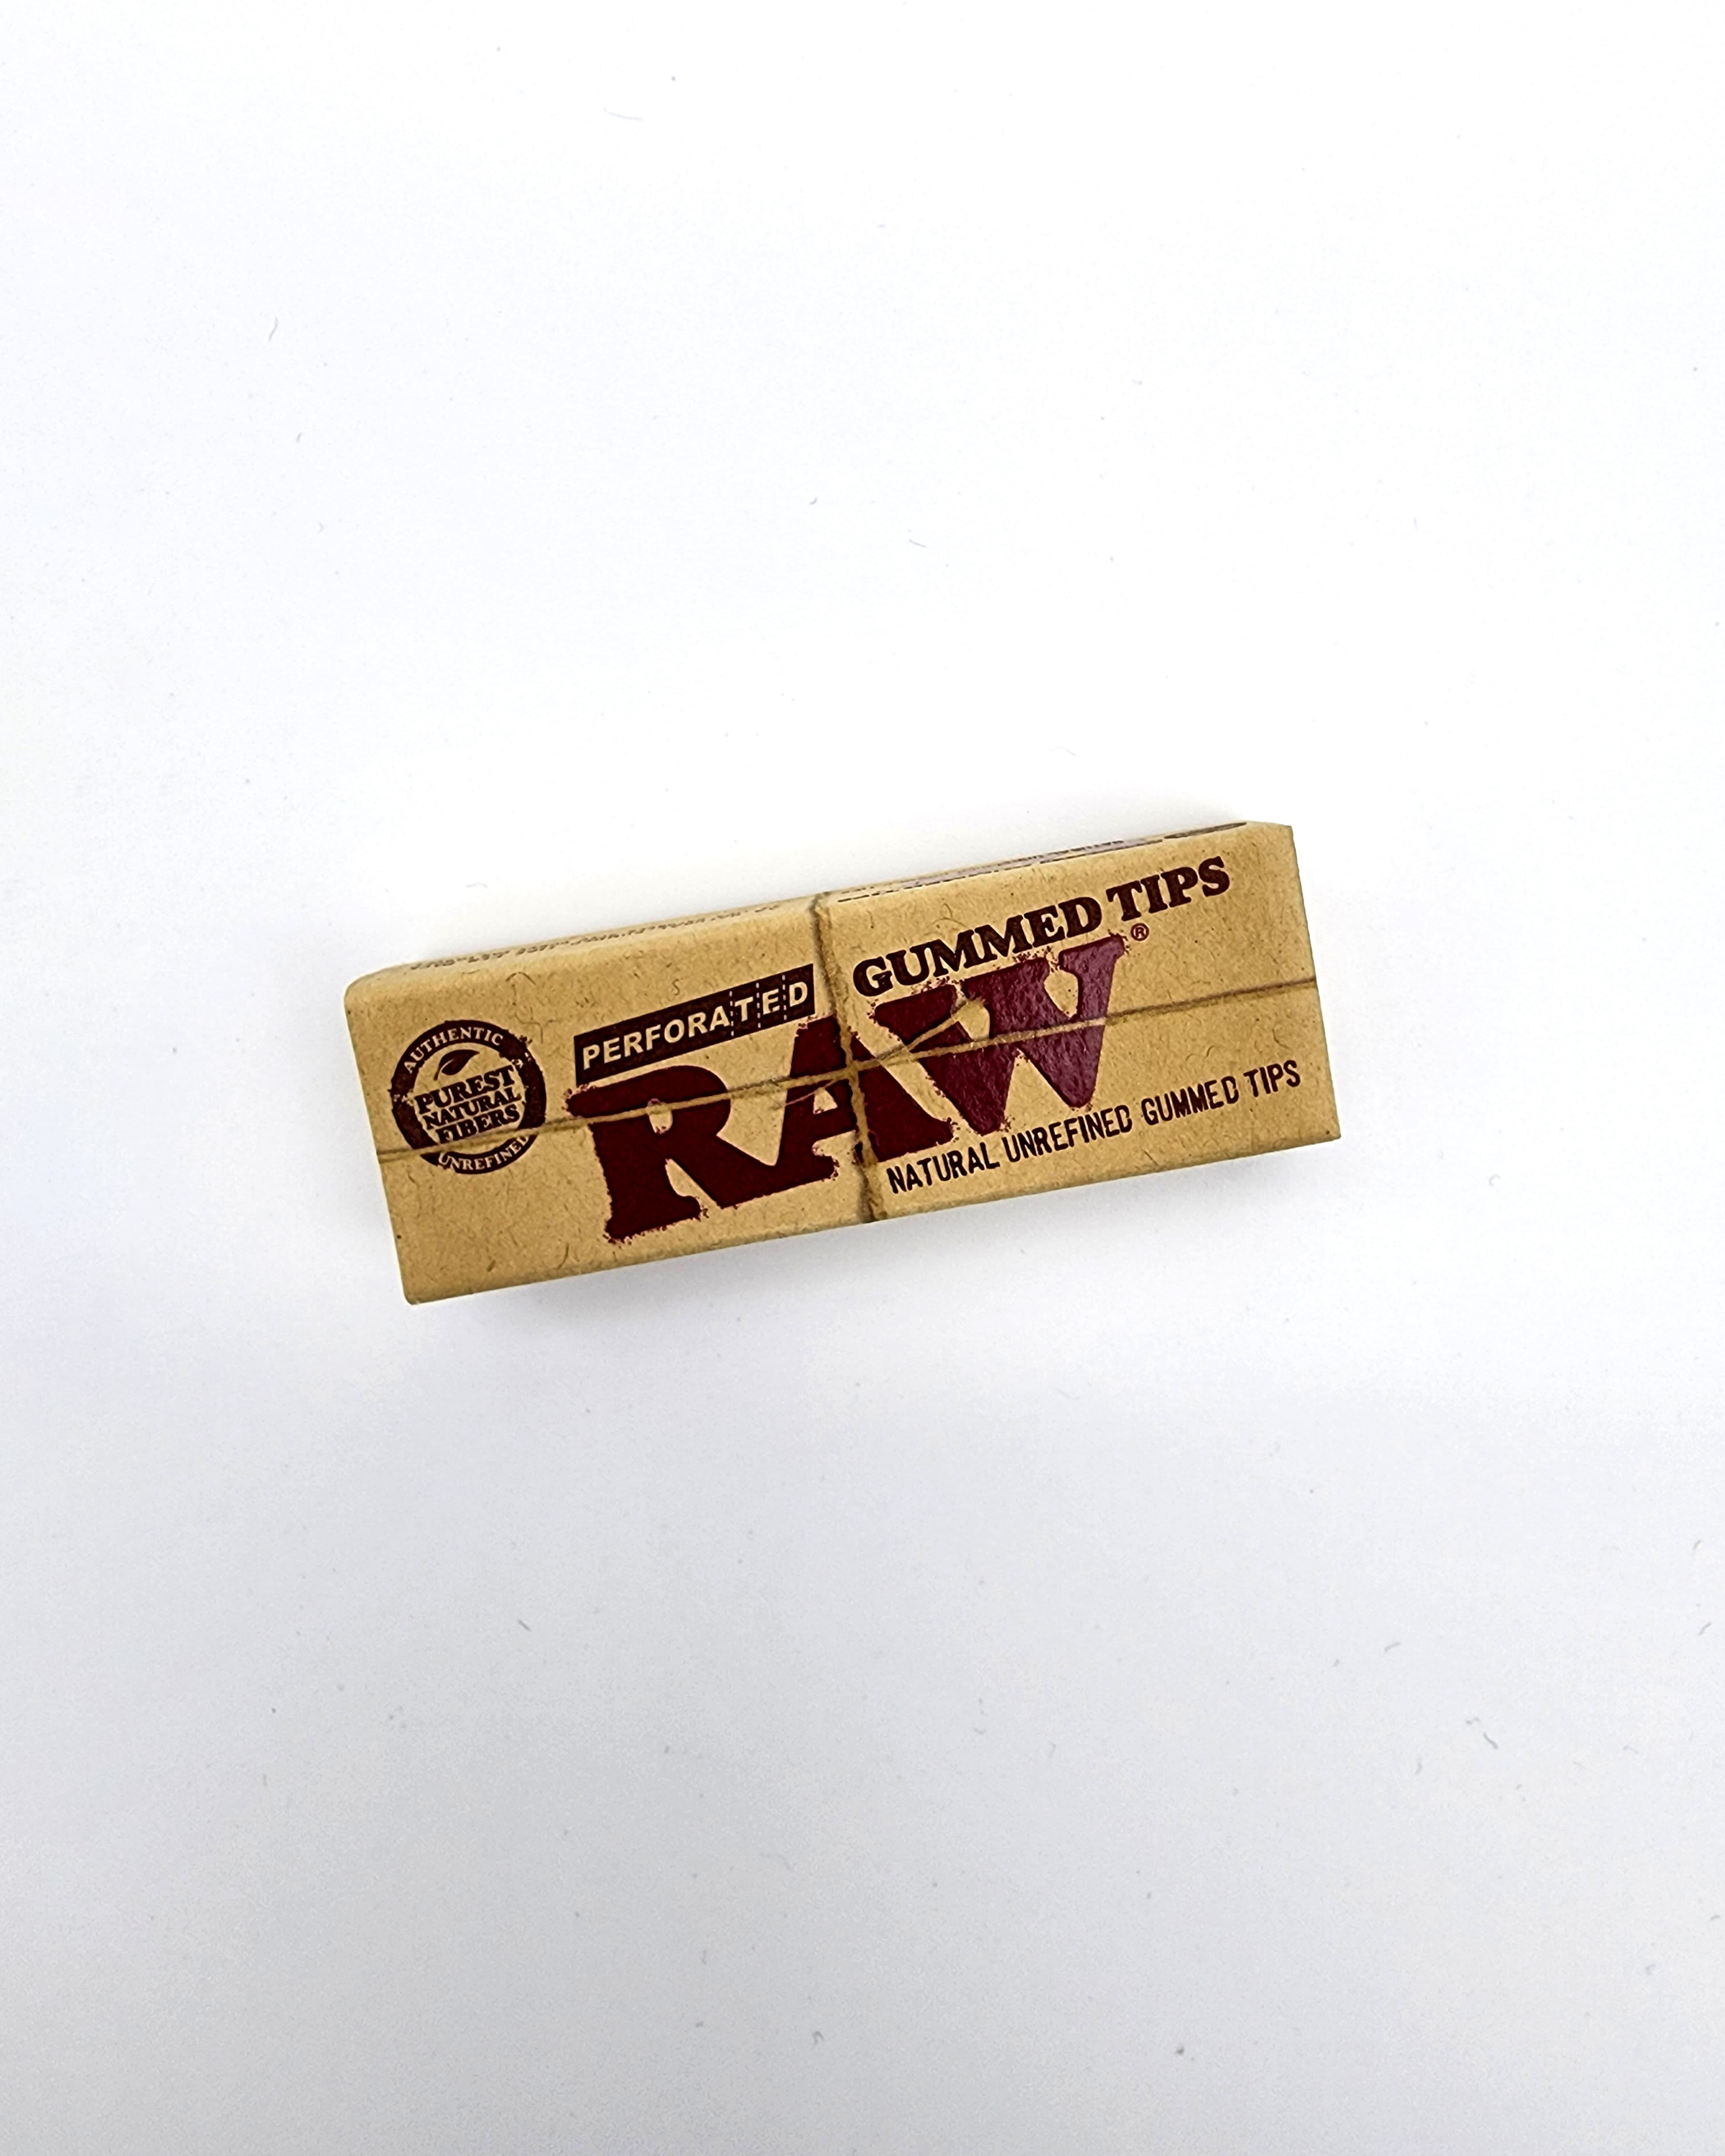 AUTHENTIC
PUREST
NATURAL
FIBERS
UNREFINED
PERFORATED
GUMMED TIPS
RAW®
NATURAL UNREFINED GUMMED TIPS